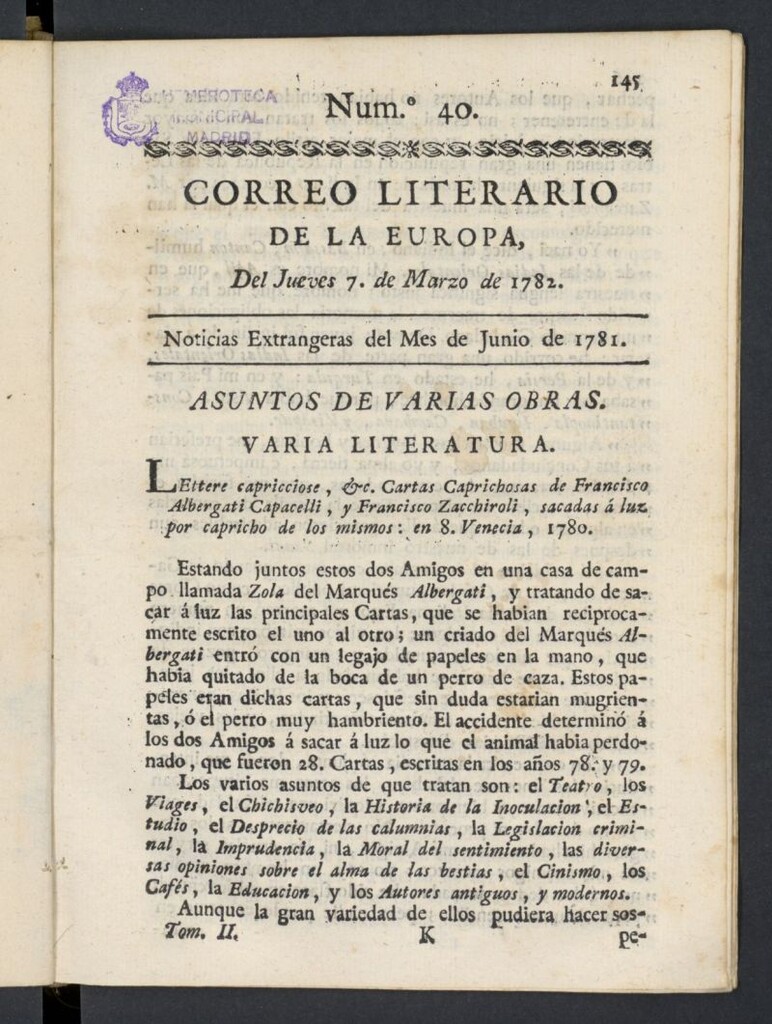 145
HEMEROTECA
MUNICIPAL
MADRID
Num.º 40.
CORREO LITERARIO
DE LA EUROPA,
Del Jueves 7. de Marzo de 1782.
Noticias Extrangeras del Mes de Junio de 1781.
ASUNTOS DE VARIAS OBRAS.
VARIA LITERATURA.
LEttere capricciose, &c. Cartas Caprichosas de Francisco
Albergati Capacelli, y Francisco Zacchiroli, sacadas á luz
por capricho de los mismos: en 8. Venecia, 1780.
Estando juntos estos dos Amigos en una casa de cam-
po llamada Zola del Marqués Albergati, y tratando de sa-
car á luz las principales Cartas, que se habian reciproca-
mente escrito el uno al otro; un criado del Marqués Al-
bergati entró con un legajo de papeles en la mano, que
habia quitado de la boca de un perro de caza. Estos pa-
peles eran dichas cartas, que sin duda estarian mugrien-
tas, ó el perro muy hambriento. El accidente determinó á
los dos Amigos á sacar á luz lo que el animal habia perdo-
nado, que fueron 28. Cartas, escritas en los años 78. y 79.
Los varios asuntos de que tratan son: el Teatro, los
Viages, el Chichisveo, la Historia de la Inoculacion, el Es-
tudio, el Desprecio de las calumnias, la Legislacion crimi-
nal, la Imprudencia, la Moral del sentimiento, las diver-
sas opiniones sobre el alma de las bestias, el Cinismo, los
Cafés, la Educacion, y los Autores antiguos, y modernos.
Aunque la gran variedad de ellos pudiera hacer sos-
Tom. II. K pe-